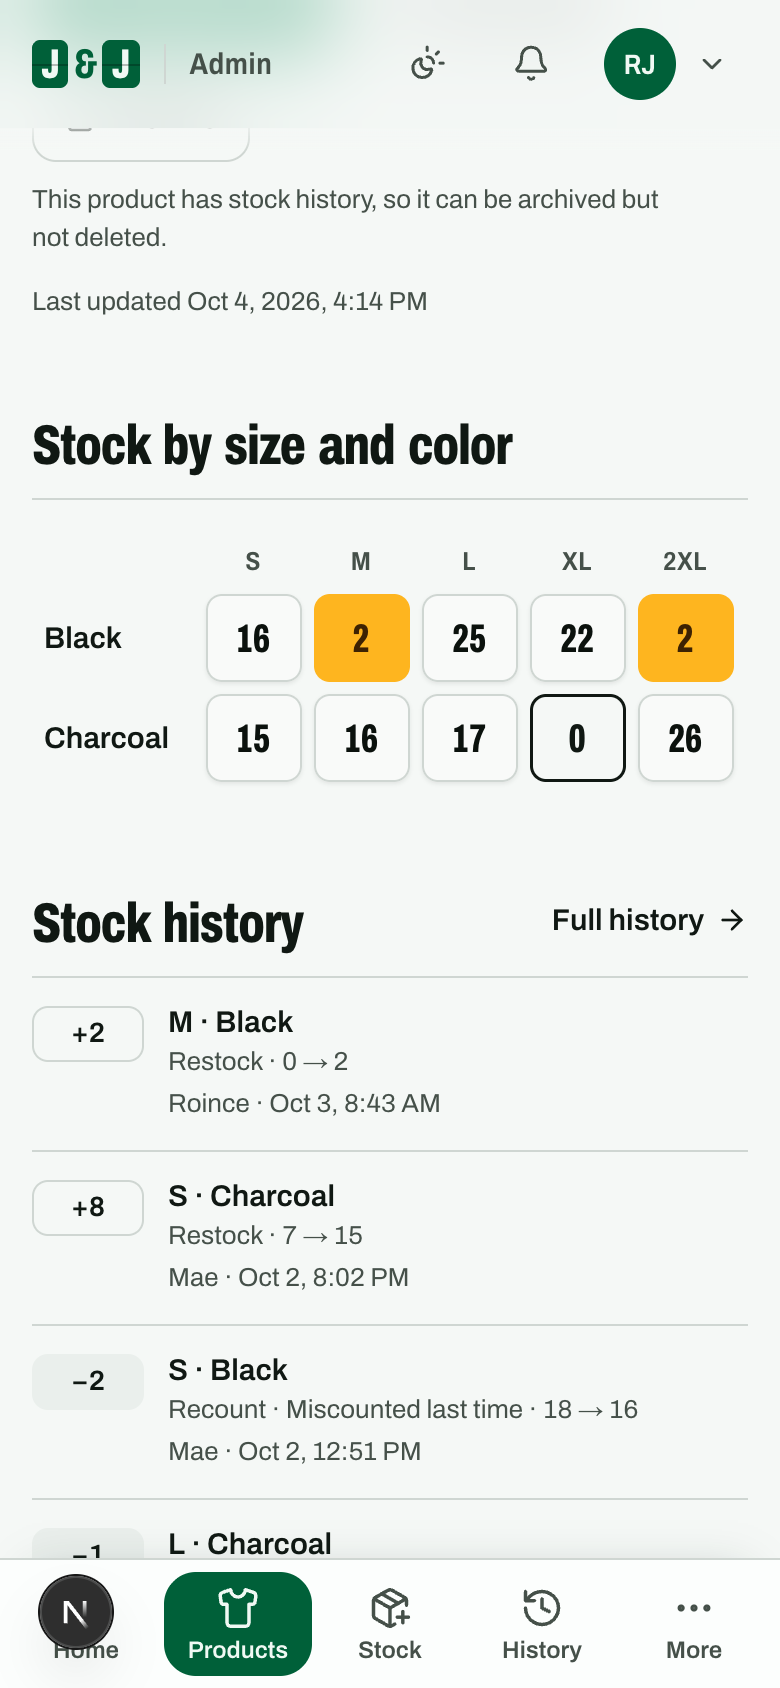 J & J Admin RJ
This product has stock history, so it can be archived but
not deleted.
Last updated Oct 4, 2026, 4:14 PM
Stock by size and color
S M L XL 2XL
Black 16 2 25 22 2
Charcoal 15 16 17 0 26
Stock history Full history →
+2 M · Black
Restock · 0 → 2
Roince · Oct 3, 8:43 AM
+8 S · Charcoal
Restock · 7 → 15
Mae · Oct 2, 8:02 PM
−2 S · Black
Recount · Miscounted last time · 18 → 16
Mae · Oct 2, 12:51 PM
−1 L · Charcoal
N
Home Products Stock History More